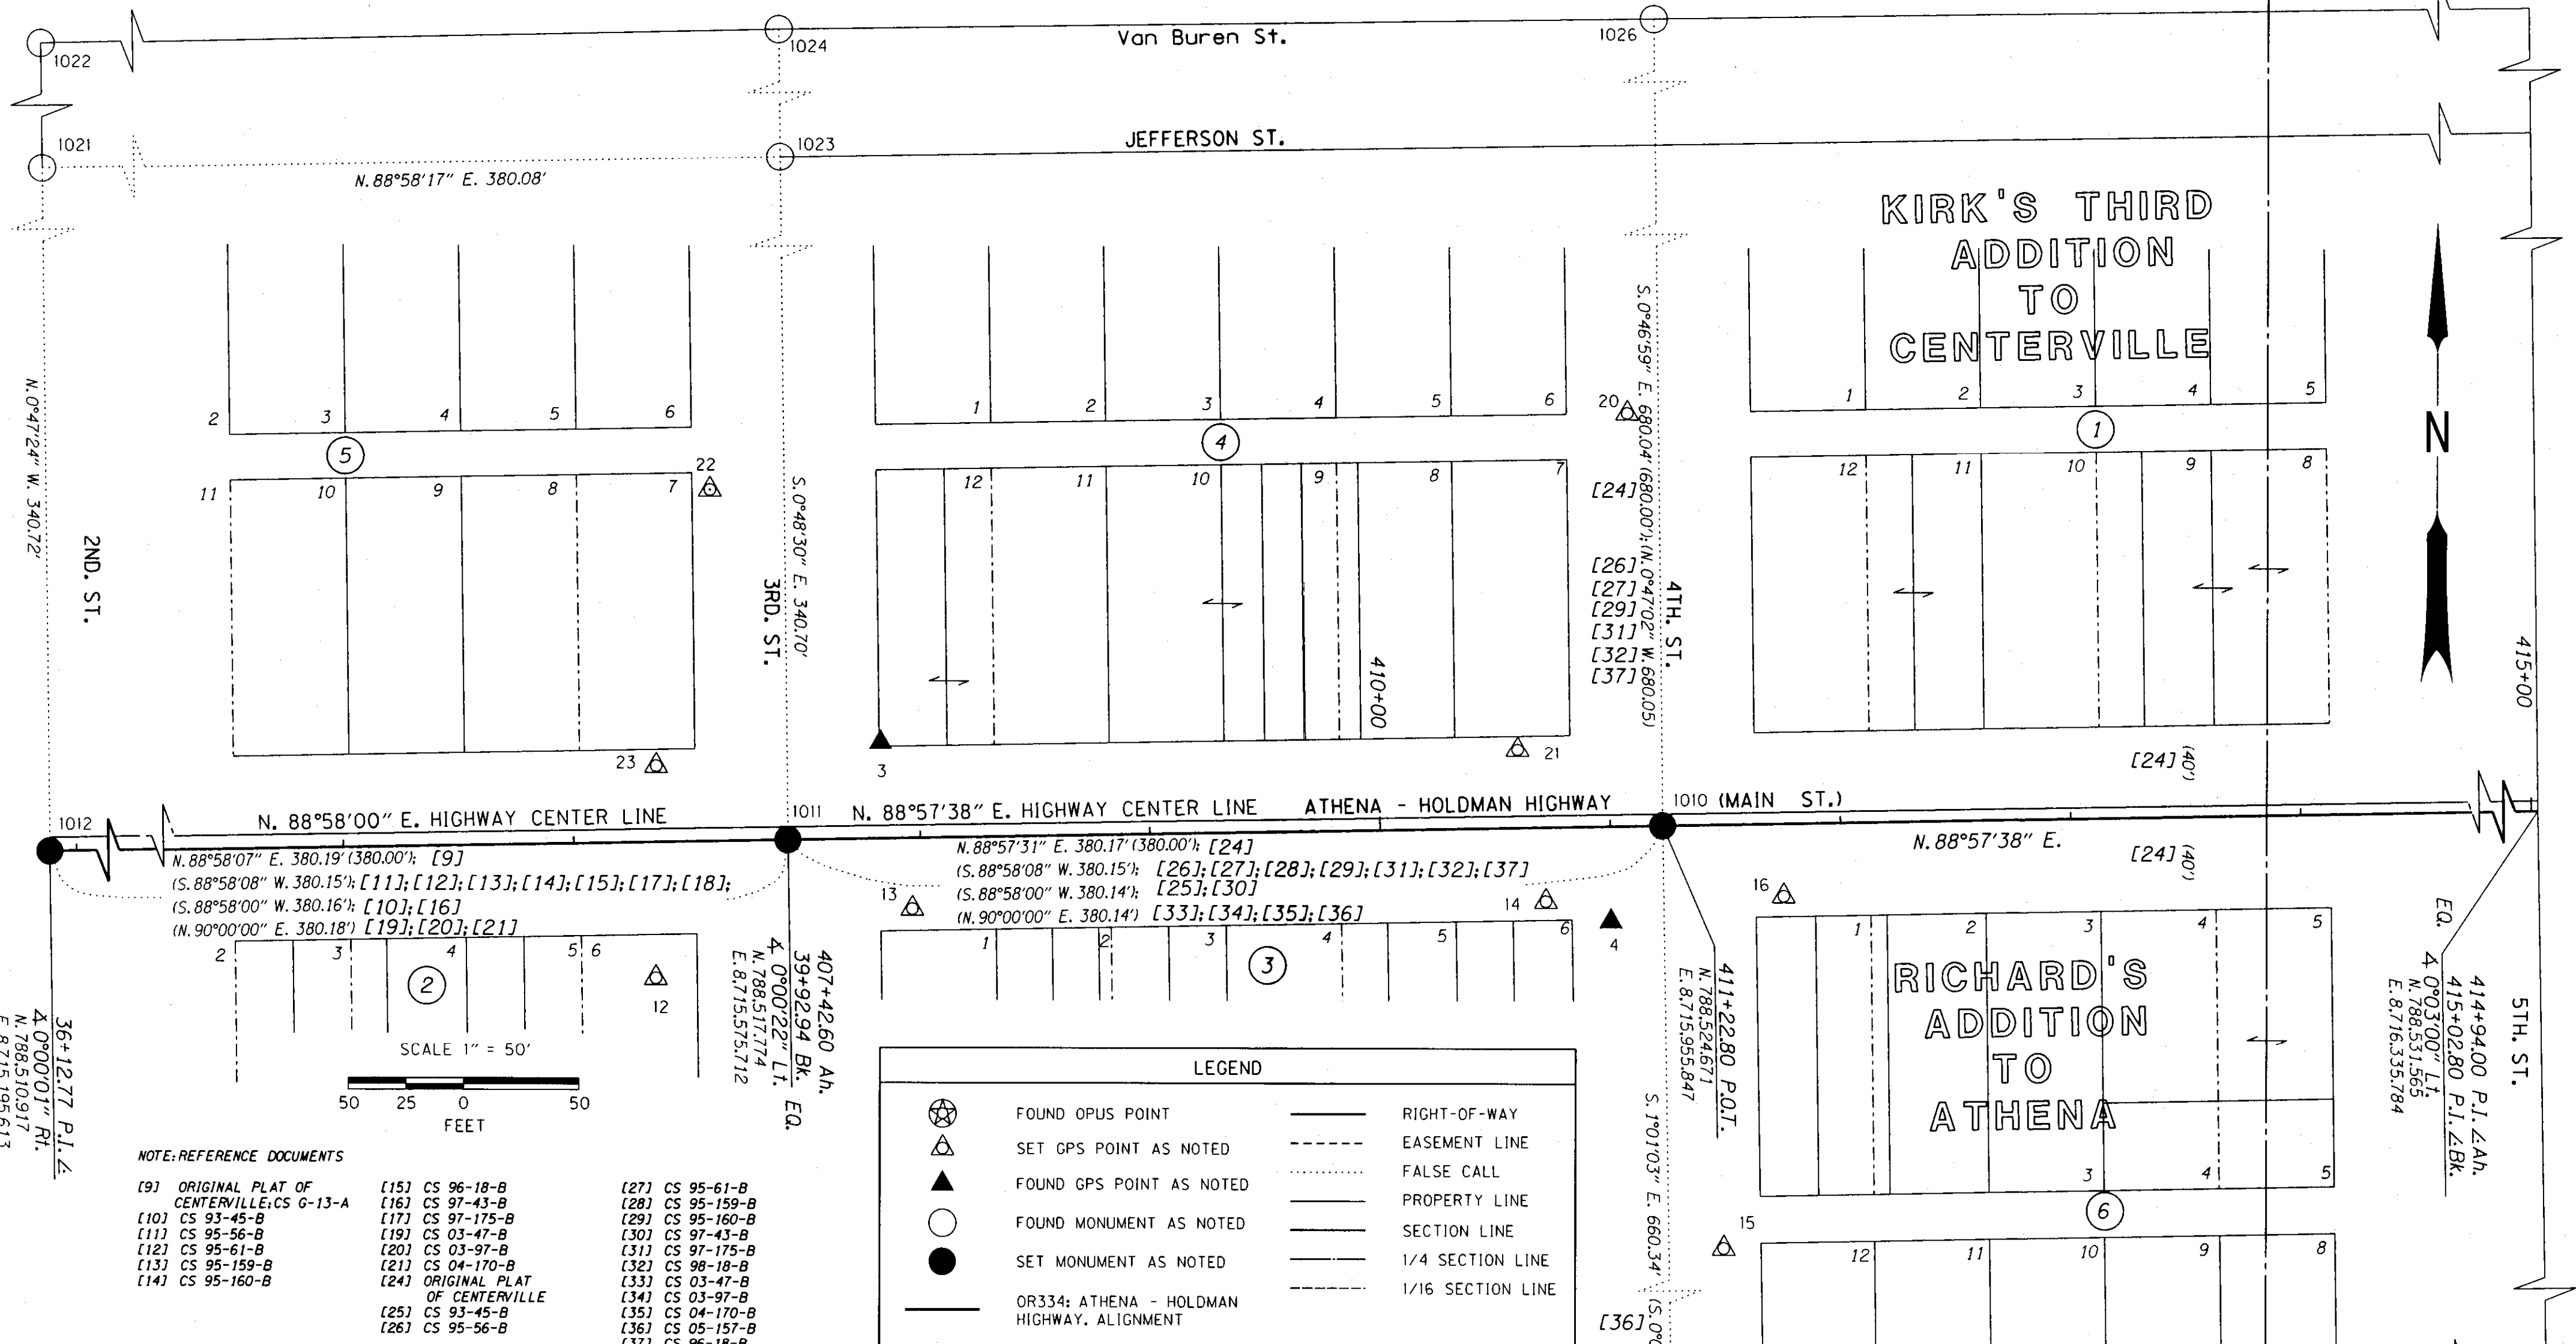 1022
1024
Van Buren St.
1026
1021
1023
JEFFERSON ST.
N. 88°58'17" E. 380.08'
KIRK'S THIRD
ADDITION
TO
CENTERVILLE
2 3 4 5 6
1 2 3 4 5 6
20
1 2 3 4 5
5
4
1
N
22
11 10 9 8 7
12 11 10 9 8 7
12 11 10 9 8
N. 0°47'24" W. 340.72'
2ND. ST.
S. 0°48'30" E. 340.70'
3RD. ST.
410+00
[24]
[26]
[27]
[29]
[31]
[32]
[37]
S. 0°46'59" E. 680.04' (680.00'); (N. 0°47'02" W. 680.05)
4TH. ST.
415+00
23
3
21
[24] (40')
1012
N. 88°58'00" E. HIGHWAY CENTER LINE
1011
N. 88°57'38" E. HIGHWAY CENTER LINE ATHENA - HOLDMAN HIGHWAY
1010 (MAIN ST.)
N. 88°57'38" E.
[24] (40')
N. 88°58'07" E. 380.19' (380.00'); [9]
(S. 88°58'08" W. 380.15'); [11]; [12]; [13]; [14]; [15]; [17]; [18];
(S. 88°58'00" W. 380.16'); [10]; [16]
(N. 90°00'00" E. 380.18') [19]; [20]; [21]
N. 88°57'31" E. 380.17' (380.00'); [24]
(S. 88°58'08" W. 380.15'); [26]; [27]; [28]; [29]; [31]; [32]; [37]
(S. 88°58'00" W. 380.14'); [25]; [30]
(N. 90°00'00" E. 380.14') [33]; [34]; [35]; [36]
13
14
4
16
2 3 4 5 6
2
12
1 2 3 4 5 6
3
1 2 3 4 5
RICHARD'S
ADDITION
TO
ATHENA
3 4 5
6
15
12 11 10 9 8
36+12.77 P.I. ∠
∡ 0°00'01" Rt.
N. 788,510.917
E. 8,715,195.613
407+42.60 Ah.
39+92.94 Bk. EQ.
∡ 0°00'22" Lt.
N. 788,517.774
E. 8,715,575.712
411+22.80 P.O.T.
N. 788,524.671
E. 8,715,955.847
S. 1°01'03" E. 660.34'
[36]
EQ.
414+94.00 P.I. ∠Ah.
415+02.80 P.I. ∠Bk.
∡ 0°03'00" Lt.
N. 788,531.565
E. 8,716,335.784
5TH. ST.
SCALE 1" = 50'
50 25 0 50
FEET
NOTE: REFERENCE DOCUMENTS
[9] ORIGINAL PLAT OF
CENTERVILLE; CS G-13-A
[10] CS 93-45-B
[11] CS 95-56-B
[12] CS 95-61-B
[13] CS 95-159-B
[14] CS 95-160-B
[15] CS 96-18-B
[16] CS 97-43-B
[17] CS 97-175-B
[19] CS 03-47-B
[20] CS 03-97-B
[21] CS 04-170-B
[24] ORIGINAL PLAT
OF CENTERVILLE
[25] CS 93-45-B
[26] CS 95-56-B
[27] CS 95-61-B
[28] CS 95-159-B
[29] CS 95-160-B
[30] CS 97-43-B
[31] CS 97-175-B
[32] CS 98-18-B
[33] CS 03-47-B
[34] CS 03-97-B
[35] CS 04-170-B
[36] CS 05-157-B
[37] CS 96-18-B
LEGEND
FOUND OPUS POINT
SET GPS POINT AS NOTED
FOUND GPS POINT AS NOTED
FOUND MONUMENT AS NOTED
SET MONUMENT AS NOTED
OR334: ATHENA - HOLDMAN
HIGHWAY. ALIGNMENT
RIGHT-OF-WAY
EASEMENT LINE
FALSE CALL
PROPERTY LINE
SECTION LINE
1/4 SECTION LINE
1/16 SECTION LINE